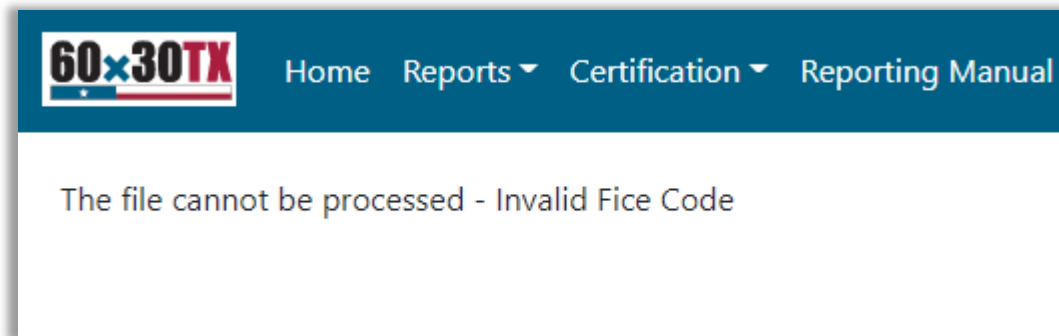 60x30TX Home Reports Certification Reporting Manual
The file cannot be processed - Invalid Fice Code